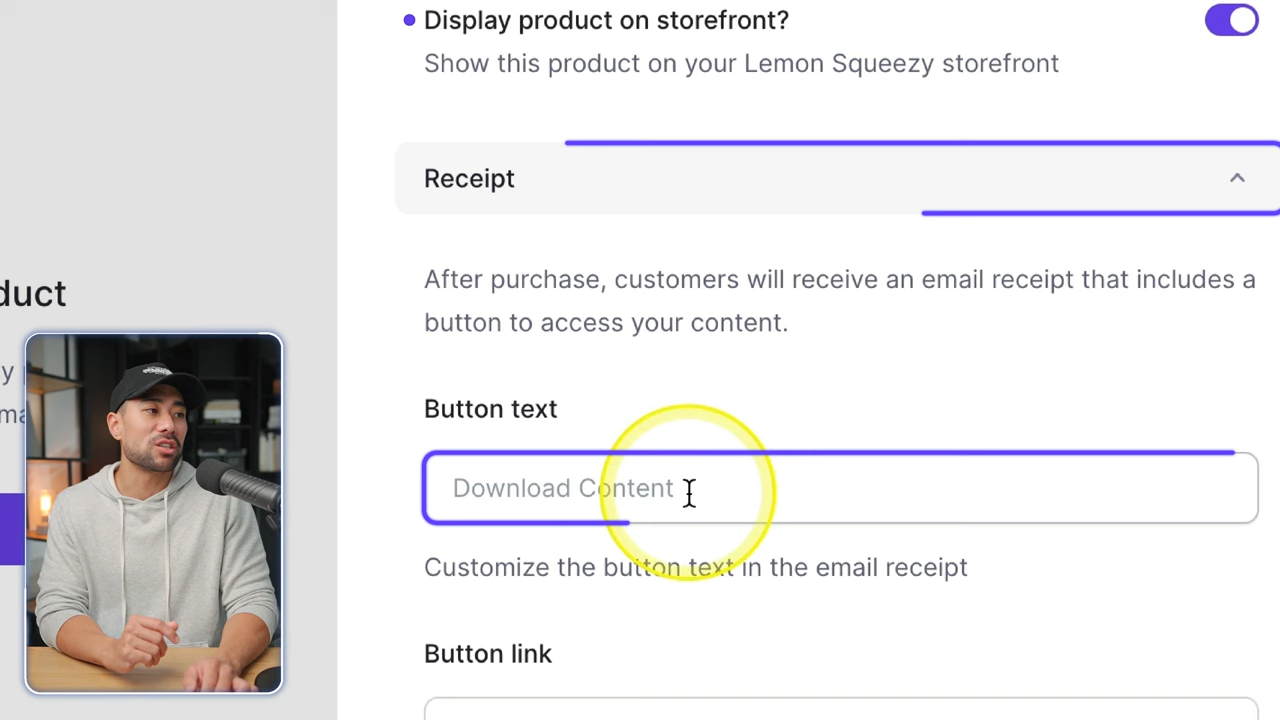 Display product on storefront?
Show this product on your Lemon Squeezy storefront
Receipt
After purchase, customers will receive an email receipt that includes a
button to access your content.
duct
y
ma
Button text
Download Content
Customize the button text in the email receipt
Button link